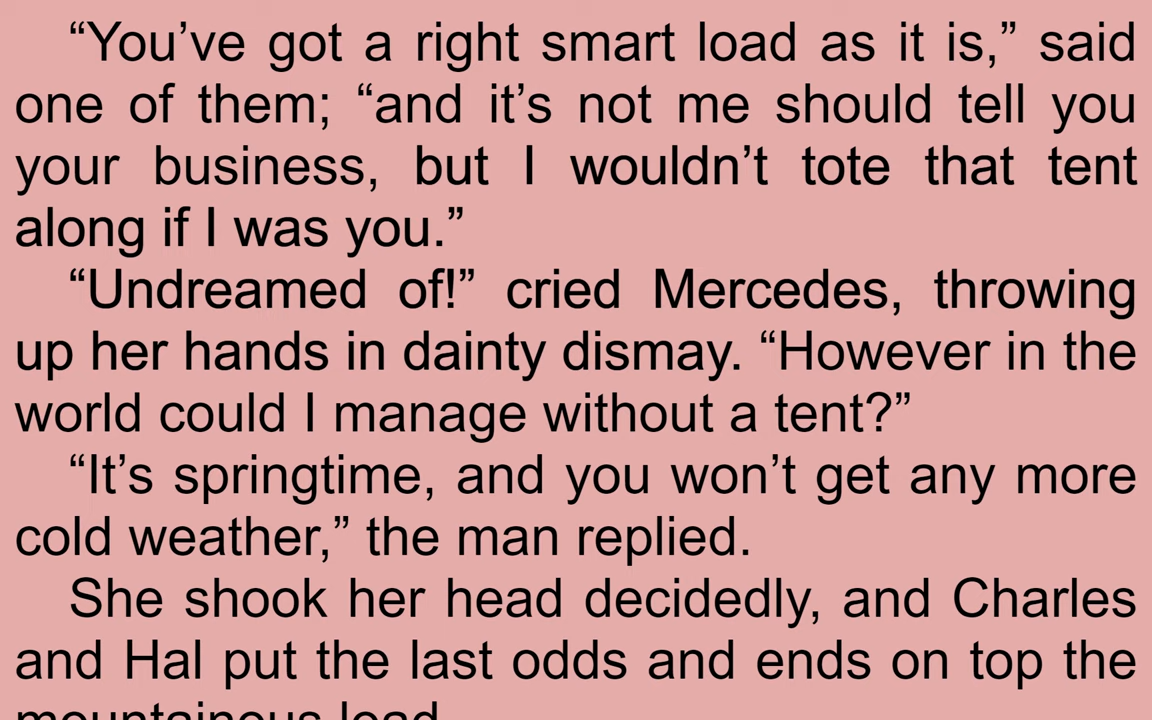 “You’ve got a right smart load as it is,” said
one of them; “and it’s not me should tell you
your business, but I wouldn’t tote that tent
along if I was you.”
“Undreamed of!” cried Mercedes, throwing
up her hands in dainty dismay. “However in the
world could I manage without a tent?”
“It’s springtime, and you won’t get any more
cold weather,” the man replied.
She shook her head decidedly, and Charles
and Hal put the last odds and ends on top the
mountainous load.